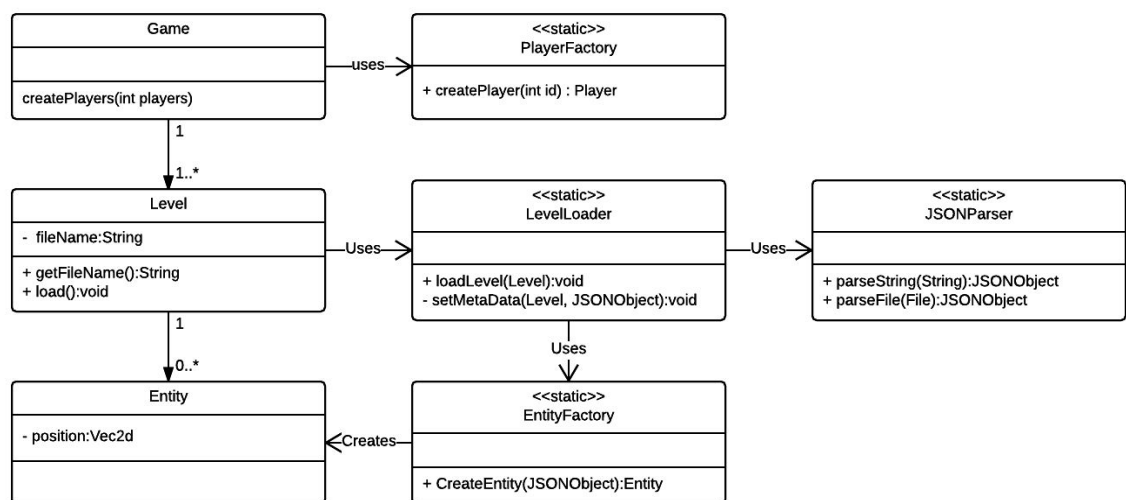 Game
createPlayers(int players)
uses
<<static>>
PlayerFactory
+ createPlayer(int id) : Player
1
1..*
Level
- fileName:String
+ getFileName():String
+ load():void
Uses
<<static>>
LevelLoader
+ loadLevel(Level):void
- setMetaData(Level, JSONObject):void
Uses
<<static>>
JSONParser
+ parseString(String):JSONObject
+ parseFile(File):JSONObject
1
0..*
Uses
Entity
- position:Vec2d
Creates
<<static>>
EntityFactory
+ CreateEntity(JSONObject):Entity